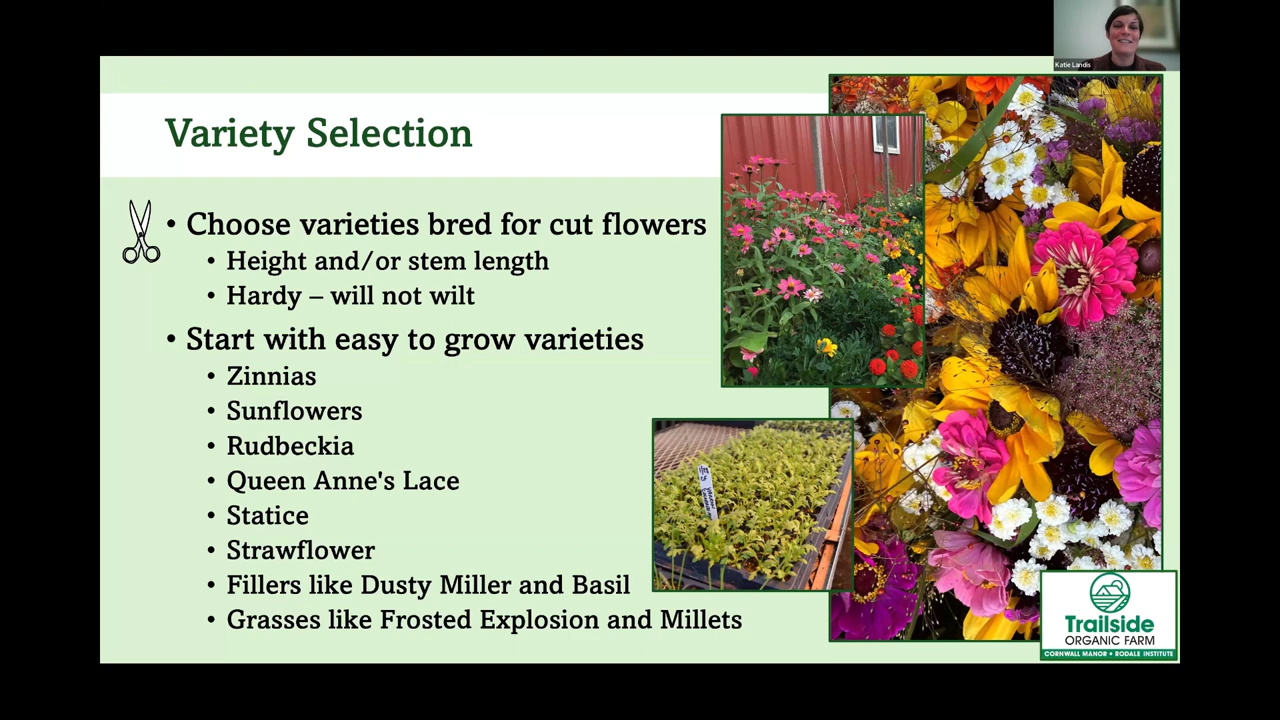 Katie Landis
Variety Selection
• Choose varieties bred for cut flowers
• Height and/or stem length
• Hardy – will not wilt
• Start with easy to grow varieties
• Zinnias
• Sunflowers
• Rudbeckia
• Queen Anne's Lace
• Statice
• Strawflower
• Fillers like Dusty Miller and Basil
• Grasses like Frosted Explosion and Millets
Trailside
ORGANIC FARM
CORNWALL MANOR • RODALE INSTITUTE